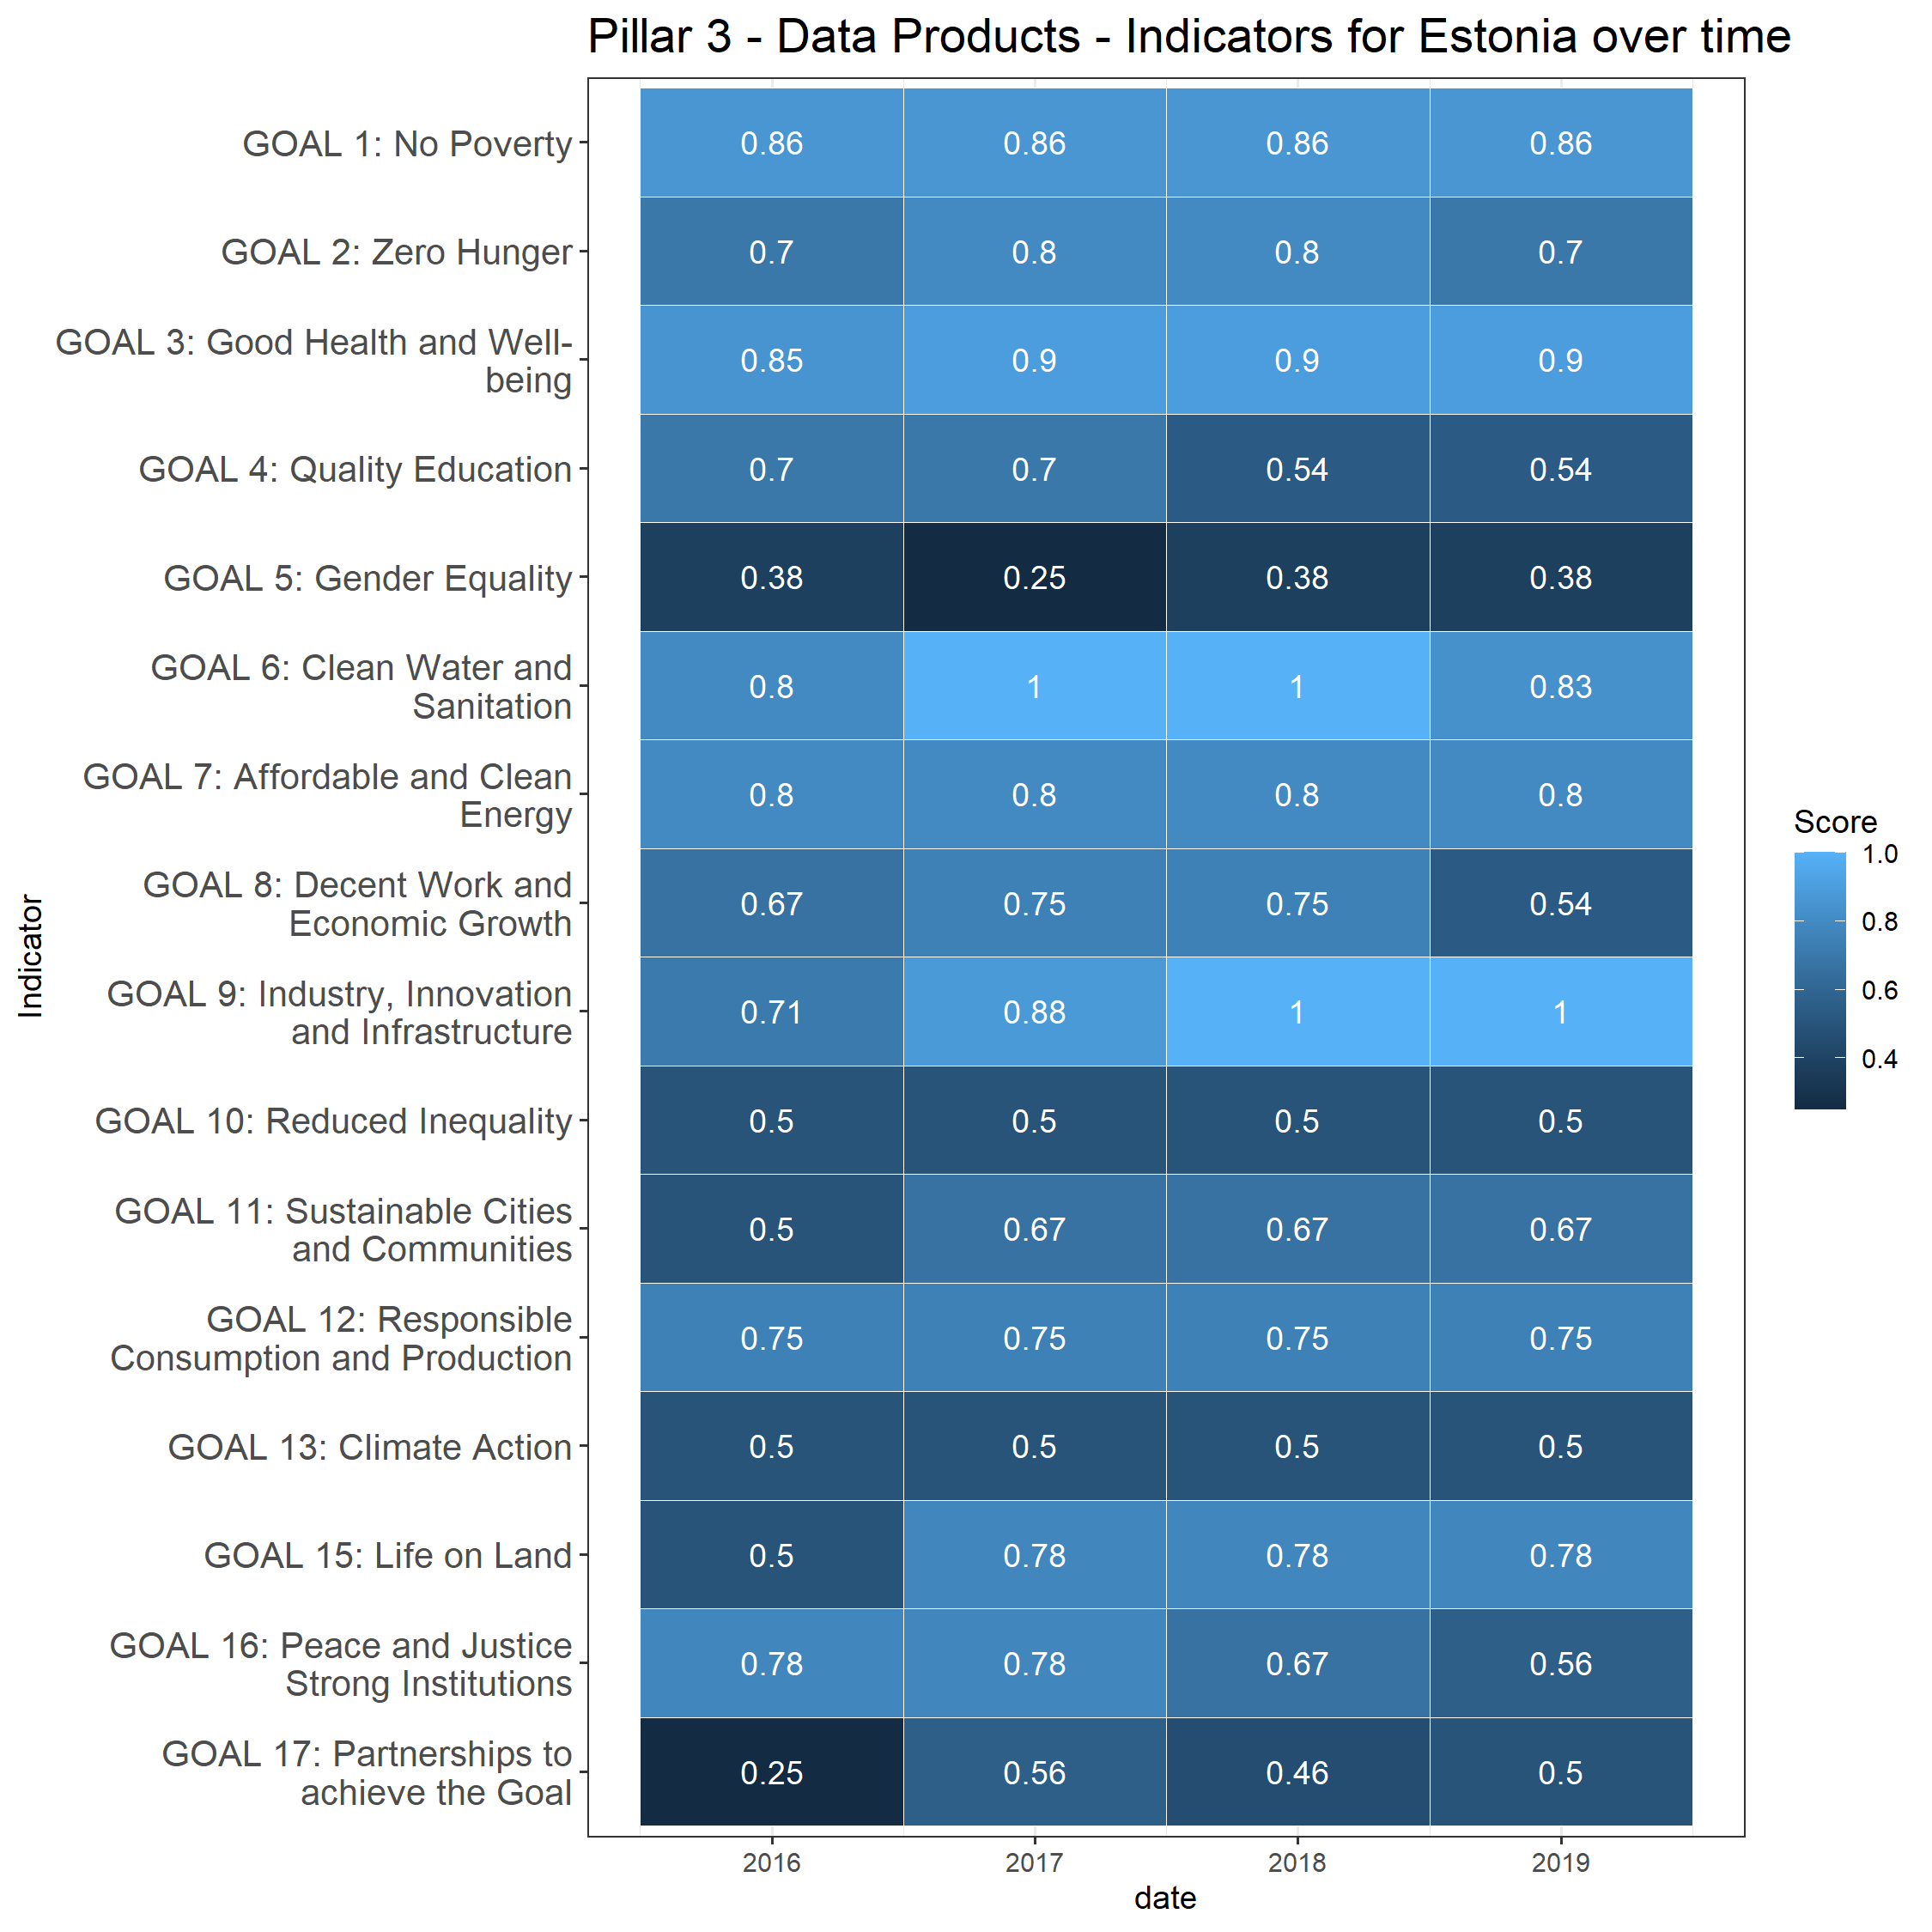 Pillar 3 - Data Products - Indicators for Estonia over time
GOAL 1: No Poverty
0.86 0.86 0.86 0.86
GOAL 2: Zero Hunger
0.7 0.8 0.8 0.7
GOAL 3: Good Health and Well-
being
0.85 0.9 0.9 0.9
GOAL 4: Quality Education
0.7 0.7 0.54 0.54
GOAL 5: Gender Equality
0.38 0.25 0.38 0.38
GOAL 6: Clean Water and
Sanitation
0.8 1 1 0.83
GOAL 7: Affordable and Clean
Energy
0.8 0.8 0.8 0.8
GOAL 8: Decent Work and
Economic Growth
0.67 0.75 0.75 0.54
GOAL 9: Industry, Innovation
and Infrastructure
0.71 0.88 1 1
GOAL 10: Reduced Inequality
0.5 0.5 0.5 0.5
GOAL 11: Sustainable Cities
and Communities
0.5 0.67 0.67 0.67
GOAL 12: Responsible
Consumption and Production
0.75 0.75 0.75 0.75
GOAL 13: Climate Action
0.5 0.5 0.5 0.5
GOAL 15: Life on Land
0.5 0.78 0.78 0.78
GOAL 16: Peace and Justice
Strong Institutions
0.78 0.78 0.67 0.56
GOAL 17: Partnerships to
achieve the Goal
0.25 0.56 0.46 0.5
2016 2017 2018 2019
date
Indicator
Score
1.0
0.8
0.6
0.4